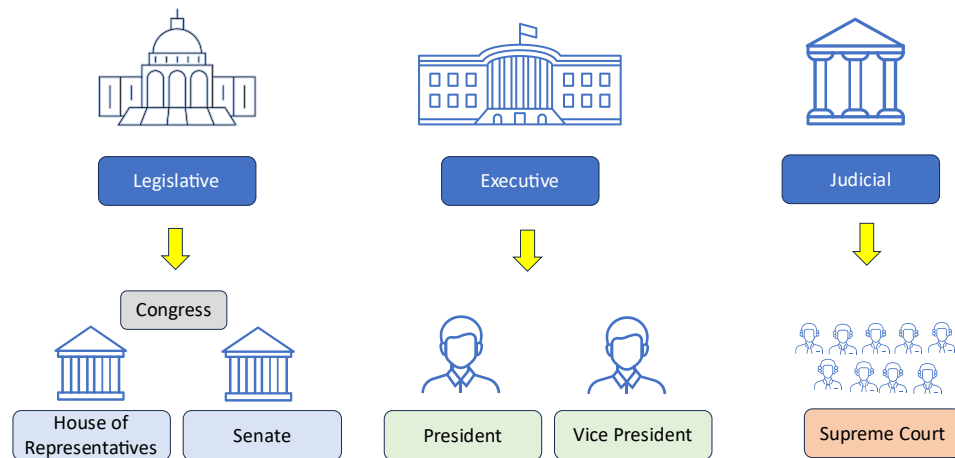 Legislative
Executive
Judicial
Congress
House of
Representatives
Senate
President
Vice President
Supreme Court